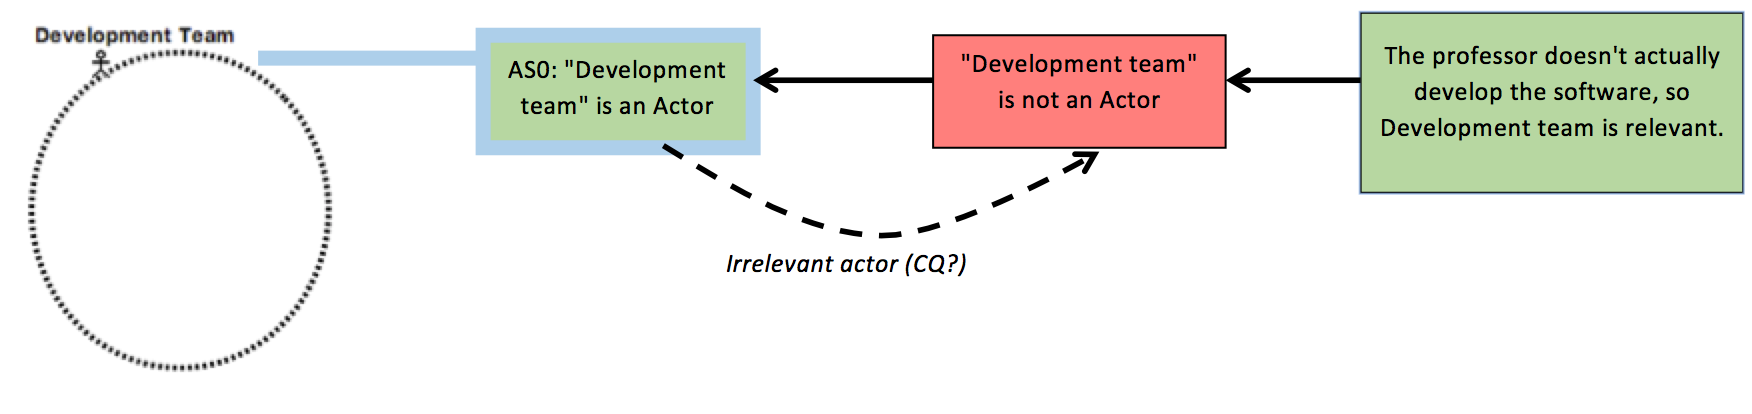 Development Team
AS0: "Development
team" is an Actor
"Development team"
is not an Actor
The professor doesn't actually
develop the software, so
Development team is relevant.
Irrelevant actor (CQ?)